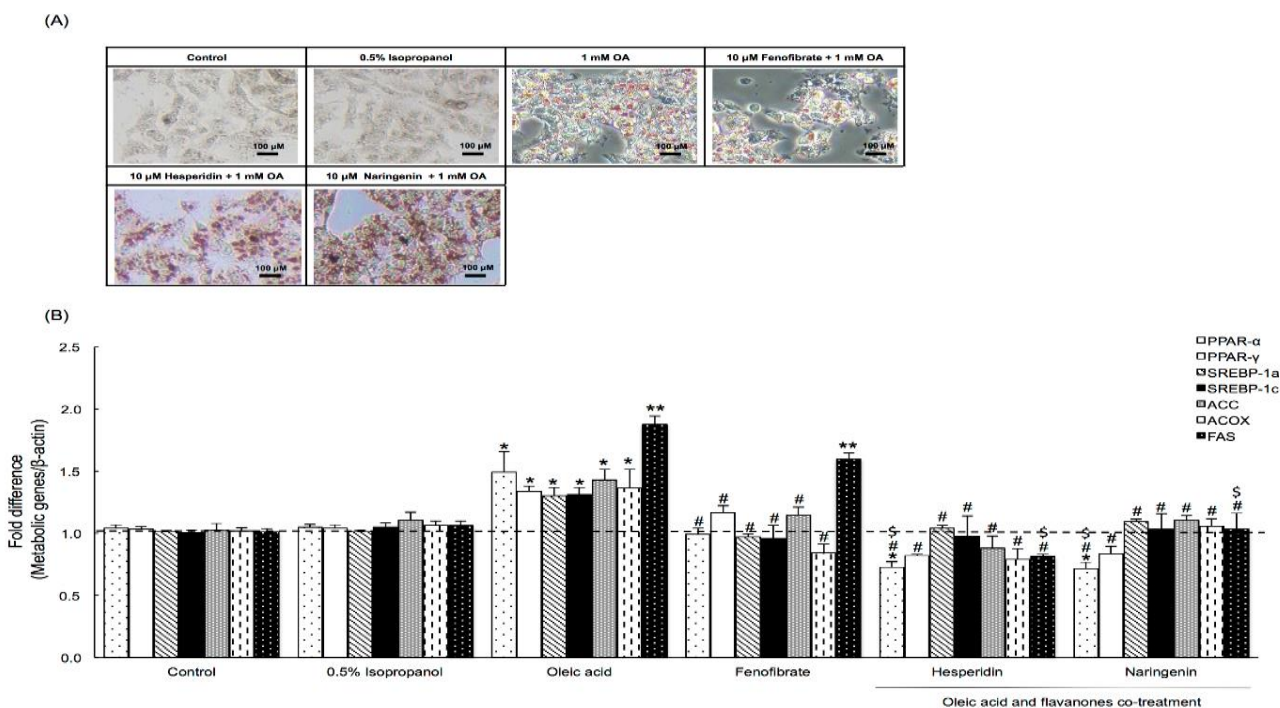 (A)
Control
0.5% Isopropanol
1 mM OA
10 µM Fenofibrate + 1 mM OA
100 µM
100 µM
100 µM
100 µM
10 µM Hesperidin + 1 mM OA
10 µM Naringenin + 1 mM OA
100 µM
100 µM
(B)
Fold difference
(Metabolic genes/β-actin)
2.5
2.0
1.5
1.0
0.5
0.0
PPAR-α
PPAR-γ
SREBP-1a
SREBP-1c
ACC
ACOX
FAS
*
*
*
*
*
*
**
#
#
#
#
#
#
**
$
#
*
#
#
#
#
#
$
#
$
#
*
#
#
#
#
#
$
#
Control
0.5% Isopropanol
Oleic acid
Fenofibrate
Hesperidin
Naringenin
Oleic acid and flavanones co-treatment